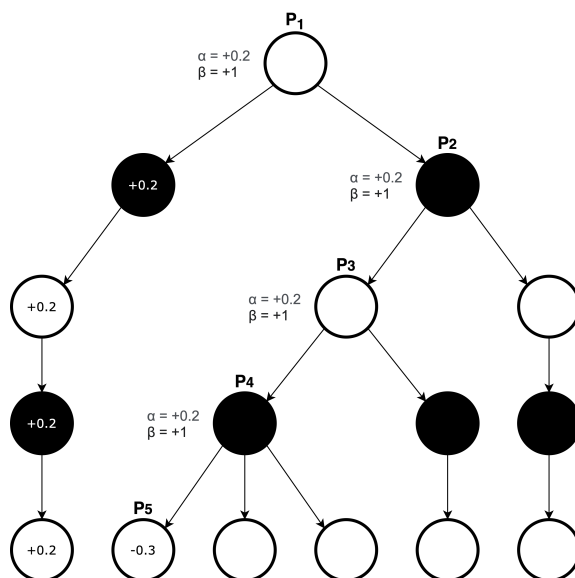 P1
α = +0.2
β = +1
+0.2
P2
α = +0.2
β = +1
+0.2
P3
α = +0.2
β = +1
+0.2
P4
α = +0.2
β = +1
+0.2
P5
-0.3